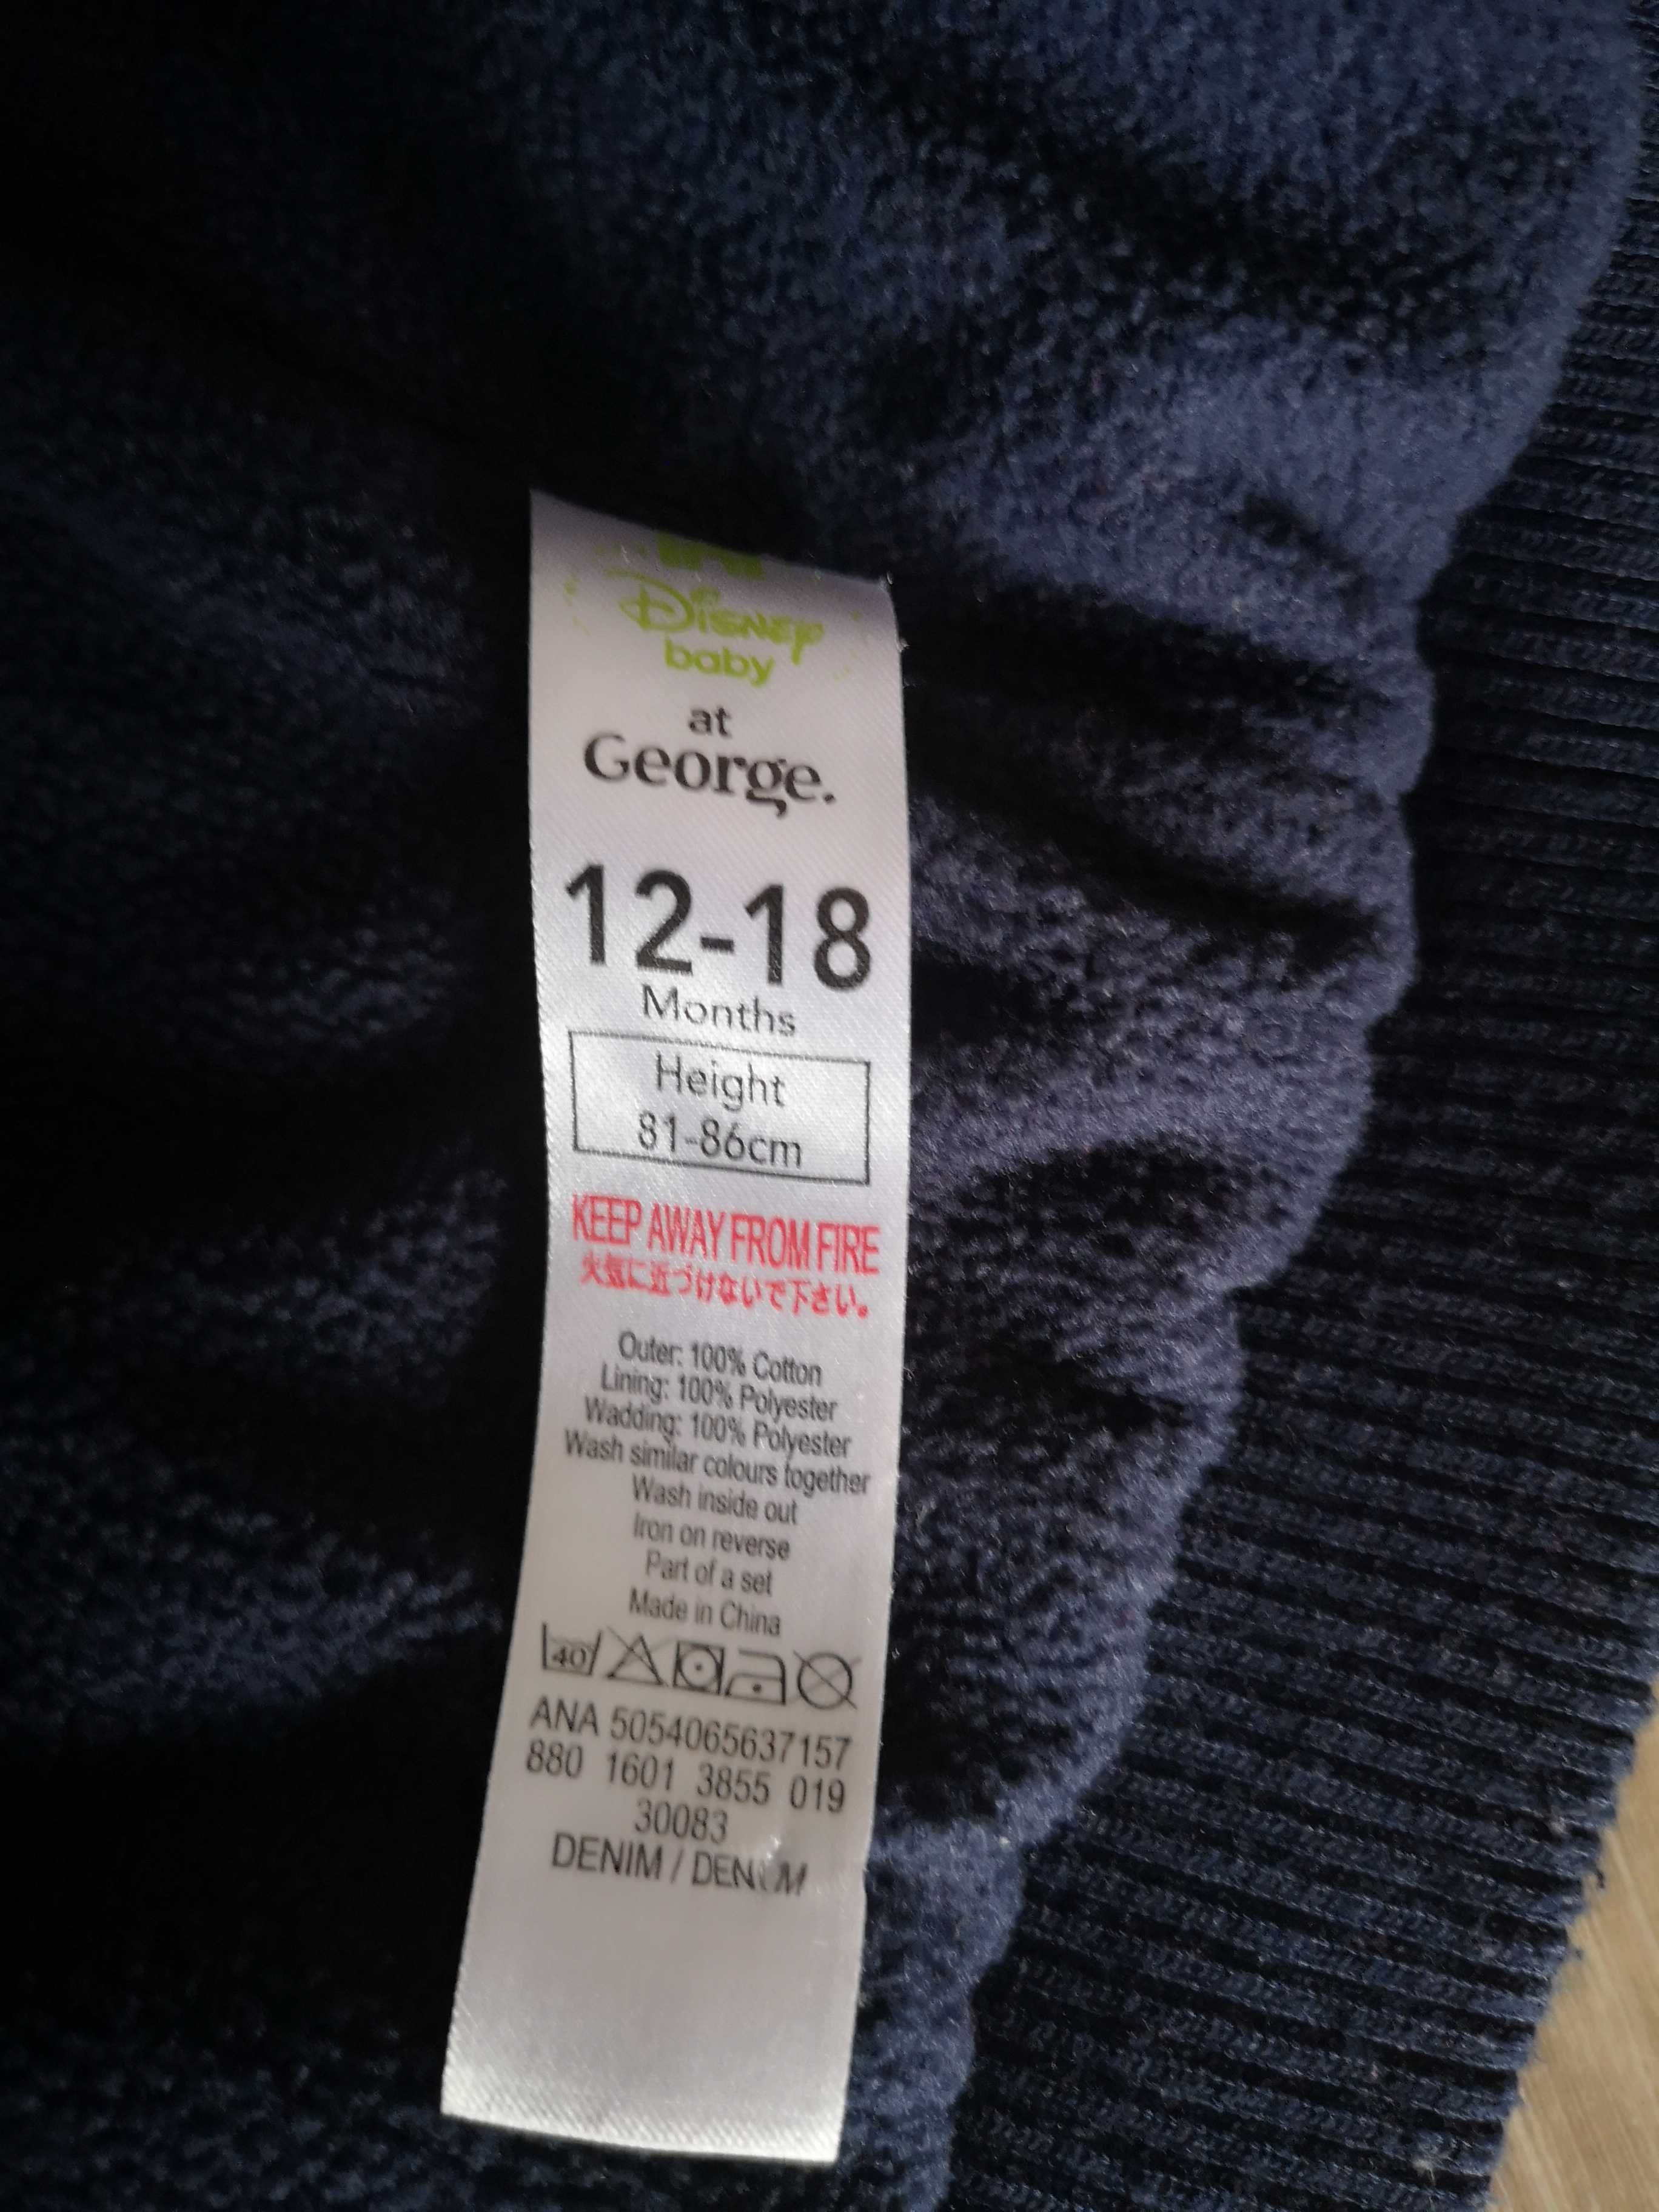 Disney
baby
at
George.
12-18
Months
Height
81-86cm
KEEP AWAY FROM FIRE
火気に近づけないで下さい。
Outer: 100% Cotton
Lining: 100% Polyester
Wadding: 100% Polyester
Wash similar colours together
Wash inside out
Iron on reverse
Part of a set
Made in China
40
ANA 5054065637157
880 1601 3855 019
30083
DENIM / DENIM